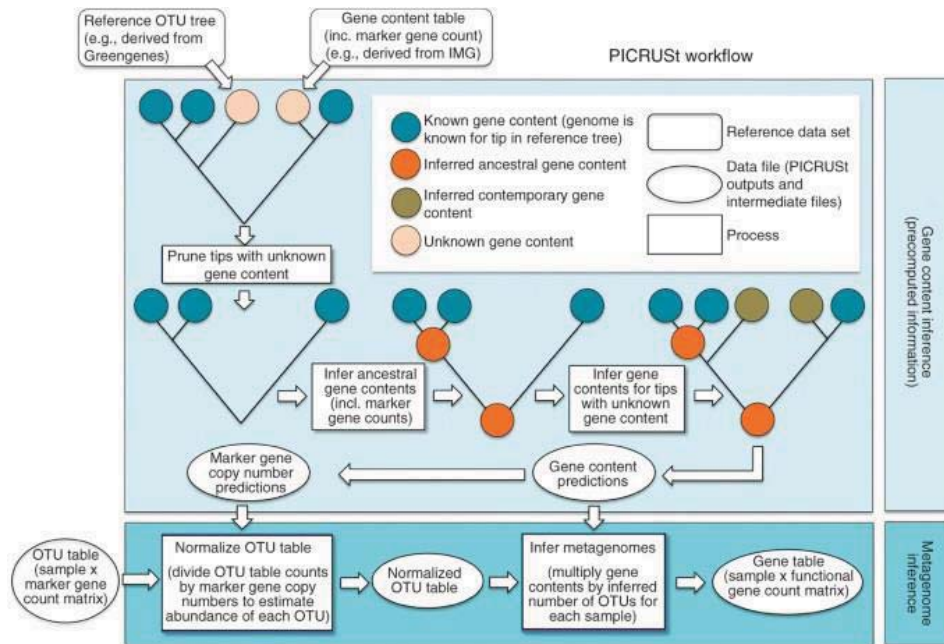 Reference OTU tree
(e.g., derived from
Greengenes)
Gene content table
(inc. marker gene count)
(e.g., derived from IMG)
PICRUSt workflow
Known gene content (genome is
known for tip in reference tree)
Inferred ancestral gene content
Inferred contemporary gene
content
Unknown gene content
Reference data set
Data file (PICRUSt
outputs and
intermediate files)
Process
Prune tips with unknown
gene content
Infer ancestral
gene contents
(incl. marker
gene counts)
Infer gene
contents for tips
with unknown
gene content
Marker gene
copy number
predictions
Gene content
predictions
Gene content inference
(precomputed information)
OTU table
(sample x
marker gene
count matrix)
Normalize OTU table
(divide OTU table counts
by marker gene copy
numbers to estimate
abundance of each OTU)
Normalized
OTU table
Infer metagenomes
(multiply gene
contents by inferred
number of OTUs for
each sample)
Gene table
(sample x functional
gene count matrix)
Metagenome
inference